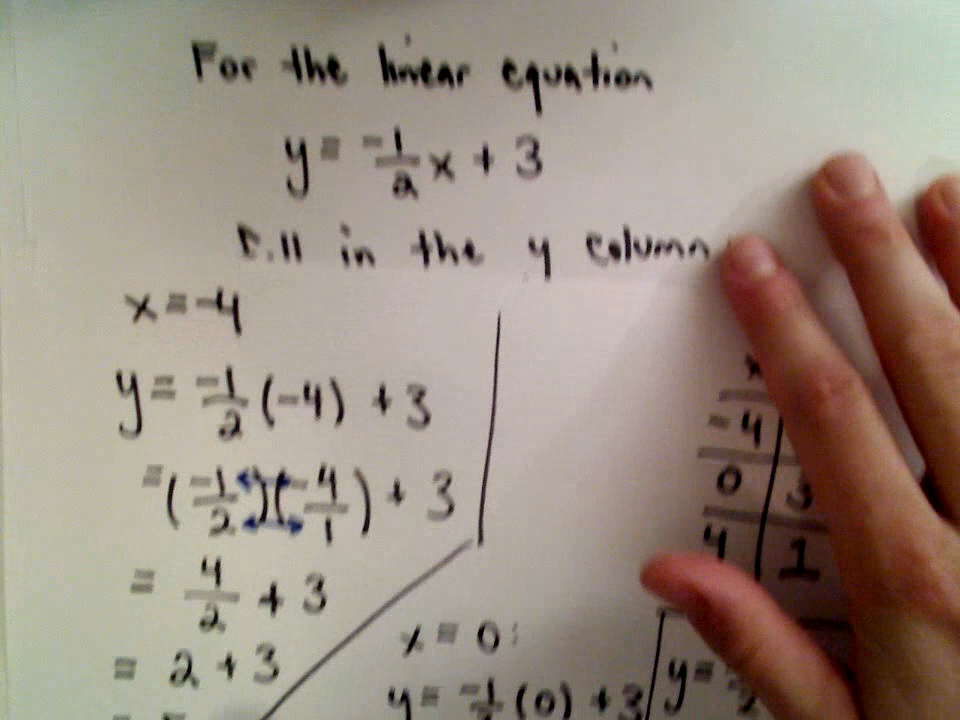 For the linear equation
y = -1/2 x + 3
Fill in the y column
x = -4
y = -1/2 (-4) + 3
= (-1/2)(-4/1) + 3
= 4/2 + 3
= 2 + 3
x = 0:
y = -1/2 (0) + 3
y =
x
-4
0 3
4 1